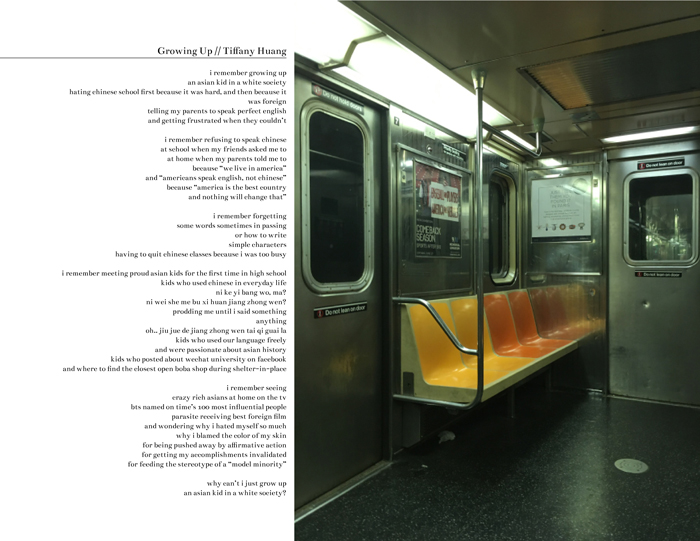 Growing Up // Tiffany Huang
i remember growing up
an asian kid in a white society
hating chinese school first because it was hard, and then because it
was foreign
telling my parents to speak perfect english
and getting frustrated when they couldn't
i remember refusing to speak chinese
at school when my friends asked me to
at home when my parents told me to
because "we live in america"
and "americans speak english, not chinese"
because "america is the best country
and nothing will change that"
i remember forgetting
some words sometimes in passing
or how to write
simple characters
having to quit chinese classes because i was too busy
i remember meeting proud asian kids for the first time in high school
kids who used chinese in everyday life
ni ke yi bang wo, ma?
ni wei she me bu xi huan jiang zhong wen?
prodding me until i said something
anything
oh.. jiu jue de jiang zhong wen tai qi guai la
kids who used our language freely
and were passionate about asian history
kids who posted about wechat university on facebook
and where to find the closest open boba shop during shelter-in-place
i remember seeing
crazy rich asians at home on the tv
bts named on time's 100 most influential people
parasite receiving best foreign film
and wondering why i hated myself so much
why i blamed the color of my skin
for being pushed away by affirmative action
for getting my accomplishments invalidated
for feeding the stereotype of a "model minority"
why can't i just grow up
an asian kid in a white society?
Do not hold doors
COMEBACK
SEASON
Do not lean on door
Do not lean on door
Do not lean on door